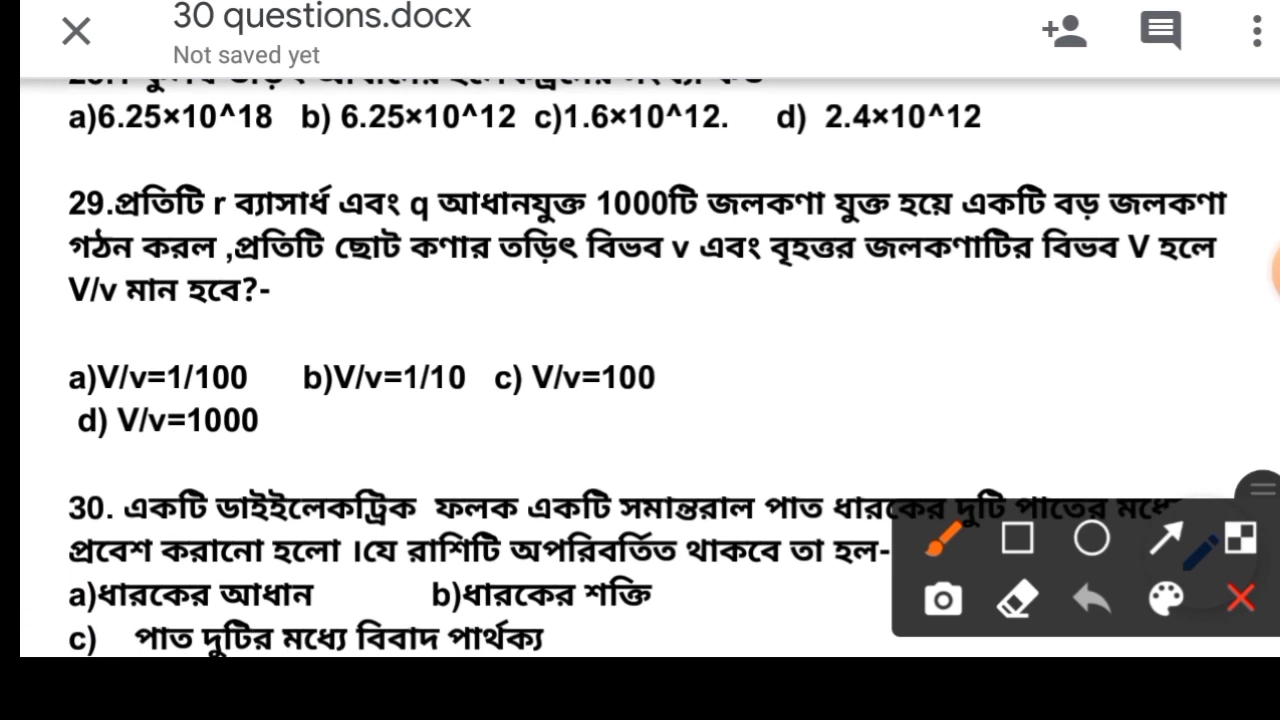 30 questions.docx
Not saved yet
a)6.25×10^18 b) 6.25×10^12 c)1.6×10^12. d) 2.4×10^12
29.প্রতিটি r ব্যাসার্ধ এবং q আধানযুক্ত 1000টি জলকণা যুক্ত হয়ে একটি বড় জলকণা
গঠন করল ,প্রতিটি ছোট কণার তড়িৎ বিভব v এবং বৃহত্তর জলকণাটির বিভব V হলে
V/v মান হবে?-
a)V/v=1/100 b)V/v=1/10 c) V/v=100
d) V/v=1000
30. একটি ডাইইলেকট্রিক ফলক একটি সমান্তরাল পাত ধারকের দুটি পাতের মধ্যে
প্রবেশ করানো হলো ।যে রাশিটি অপরিবর্তিত থাকবে তা হল-
a)ধারকের আধান b)ধারকের শক্তি
c) পাত দুটির মধ্যে বিবাদ পার্থক্য